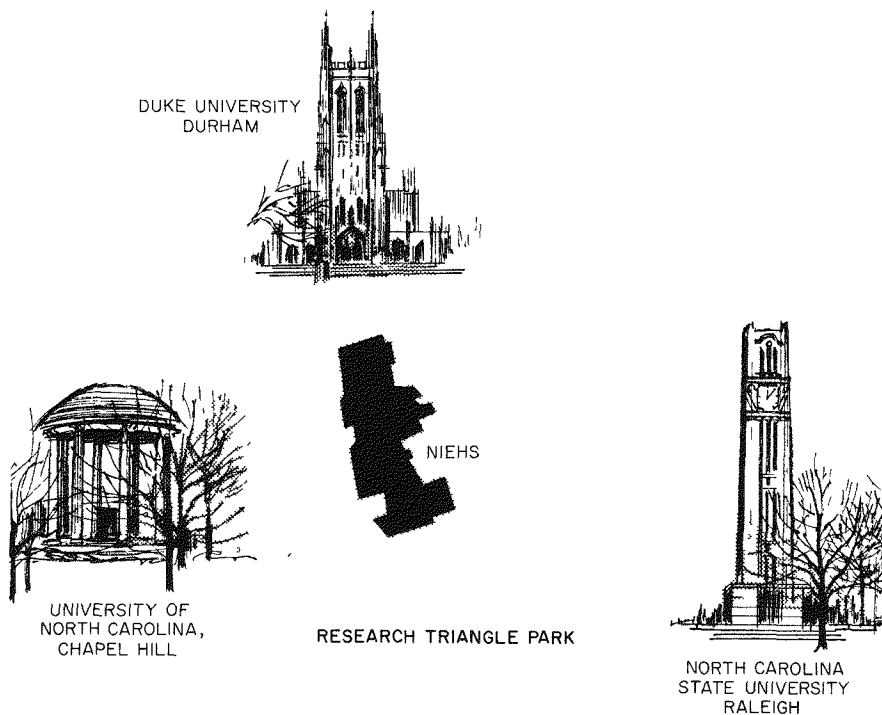 DUKE UNIVERSITY
DURHAM
NIEHS
UNIVERSITY OF
NORTH CAROLINA,
CHAPEL HILL
RESEARCH TRIANGLE PARK
NORTH CAROLINA
STATE UNIVERSITY
RALEIGH